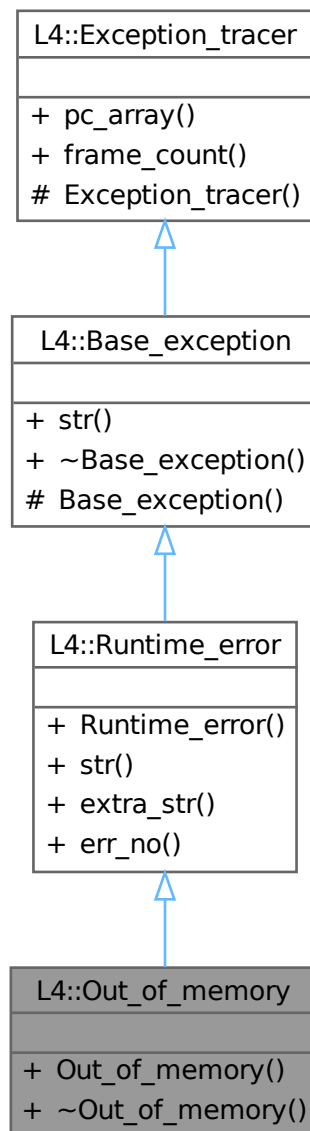 L4::Exception_tracer
+ pc_array()
+ frame_count()
# Exception_tracer()
L4::Base_exception
+ str()
+ ~Base_exception()
# Base_exception()
L4::Runtime_error
+ Runtime_error()
+ str()
+ extra_str()
+ err_no()
L4::Out_of_memory
+ Out_of_memory()
+ ~Out_of_memory()